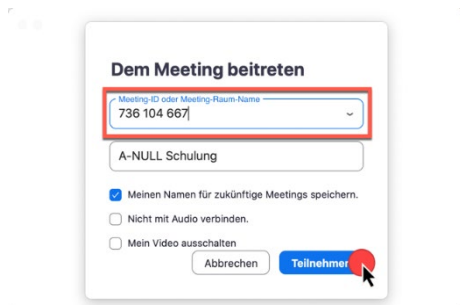 Dem Meeting beitreten
Meeting-ID oder Meeting-Raum-Name
736 104 667
A-NULL Schulung
Meinen Namen für zukünftige Meetings speichern.
Nicht mit Audio verbinden.
Mein Video ausschalten
Abbrechen Teilnehmen